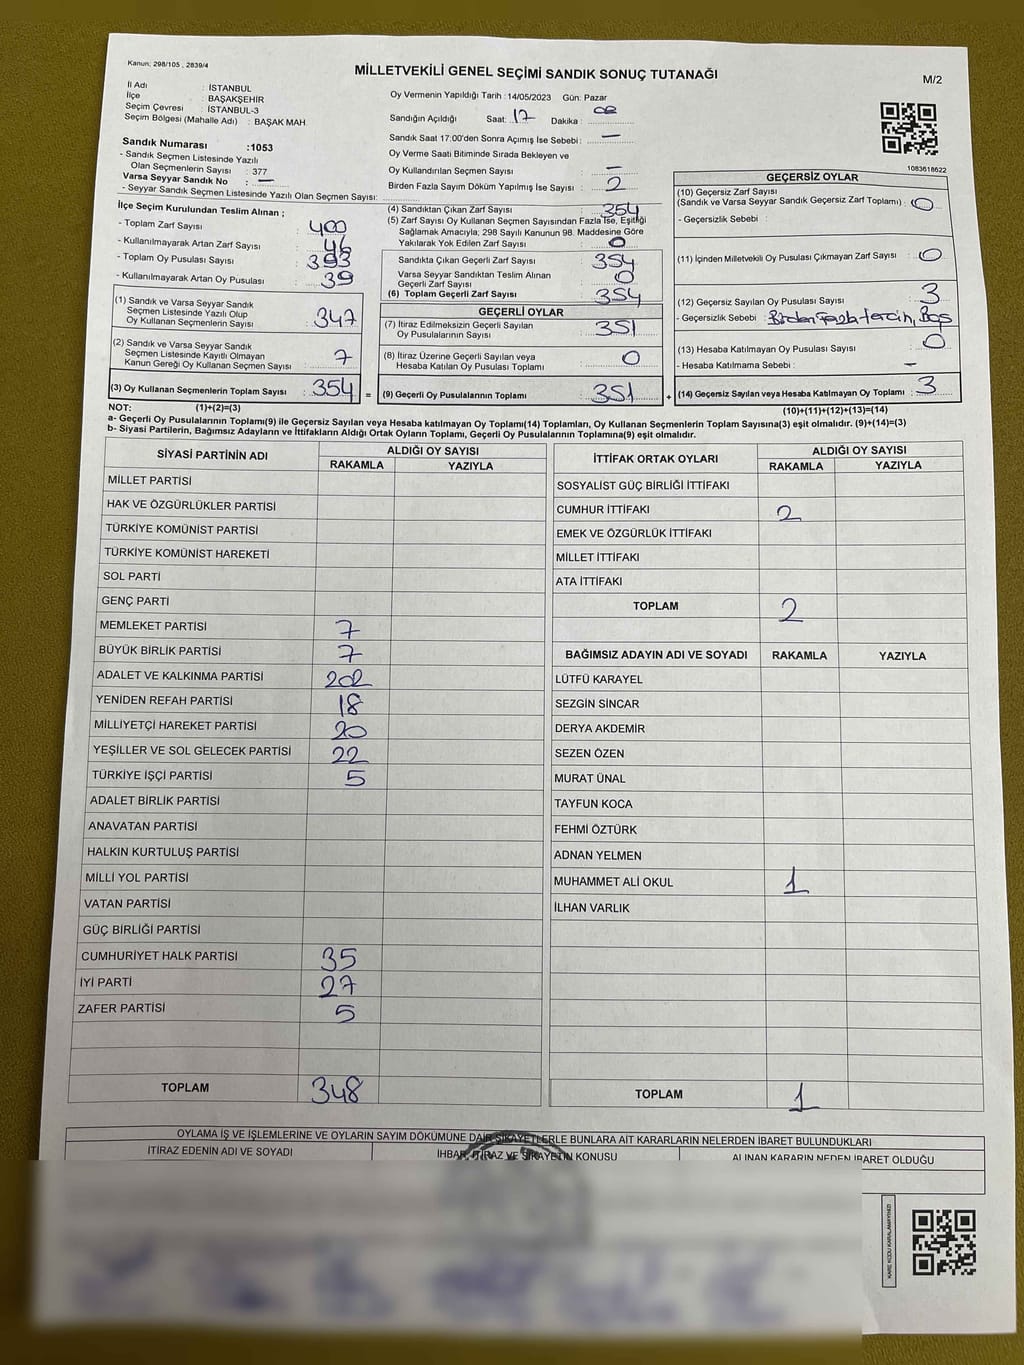 Kanun: 298/105 , 2839/4
MİLLETVEKİLİ GENEL SEÇİMİ SANDIK SONUÇ TUTANAĞI
M/2
İl Adı : İSTANBUL
İlçe : BAŞAKŞEHİR
Seçim Çevresi : İSTANBUL-3
Seçim Bölgesi (Mahalle Adı) : BAŞAK MAH.
Sandık Numarası :1053
- Sandık Seçmen Listesinde Yazılı
Olan Seçmenlerin Sayısı : 377
Varsa Seyyar Sandık No : —
- Seyyar Sandık Seçmen Listesinde Yazılı Olan Seçmen Sayısı:
Oy Vermenin Yapıldığı Tarih : 14/05/2023 Gün: Pazar
Sandığın Açıldığı Saat: 17 Dakika :
Sandık Saat 17:00'den Sonra Açımış İse Sebebi : —
Oy Verme Saati Bitiminde Sırada Bekleyen ve
Oy Kullandırılan Seçmen Sayısı : —
Birden Fazla Sayım Döküm Yapılmış İse Sayısı : 2
1083618622
İlçe Seçim Kurulundan Teslim Alınan ;
- Toplam Zarf Sayısı : 400
- Kullanılmayarak Artan Zarf Sayısı : 46
- Toplam Oy Pusulası Sayısı : 393
- Kullanılmayarak Artan Oy Pusulası : 39
(1) Sandık ve Varsa Seyyar Sandık
Seçmen Listesinde Yazılı Olup
Oy Kullanan Seçmenlerin Sayısı : 347
(2) Sandık ve Varsa Seyyar Sandık
Seçmen Listesinde Kayıtlı Olmayan
Kanun Gereği Oy Kullanan Seçmen Sayısı : 7
(3) Oy Kullanan Seçmenlerin Toplam Sayısı : 354
(4) Sandıktan Çıkan Zarf Sayısı : 354
(5) Zarf Sayısı Oy Kullanan Seçmen Sayısından Fazla İse, Eşitliği
Sağlamak Amacıyla; 298 Sayılı Kanunun 98. Maddesine Göre
Yakılarak Yok Edilen Zarf Sayısı : 0
Sandıkta Çıkan Geçerli Zarf Sayısı : 354
Varsa Seyyar Sandıktan Teslim Alınan
Geçerli Zarf Sayısı : 0
(6) Toplam Geçerli Zarf Sayısı : 354
GEÇERLİ OYLAR
(7) İtiraz Edilmeksizin Geçerli Sayılan
Oy Pusulalarının Sayısı : 351
(8) İtiraz Üzerine Geçerli Sayılan veya
Hesaba Katılan Oy Pusulası Toplamı : 0
= (9) Geçerli Oy Pusulalarının Toplamı : 351
GEÇERSİZ OYLAR
(10) Geçersiz Zarf Sayısı
(Sandık ve Varsa Seyyar Sandık Geçersiz Zarf Toplamı) : 0
- Geçersizlik Sebebi :
(11) İçinden Milletvekili Oy Pusulası Çıkmayan Zarf Sayısı : 0
(12) Geçersiz Sayılan Oy Pusulası Sayısı : 3
- Geçersizlik Sebebi : Birden Fazla tercih, Boş
(13) Hesaba Katılmayan Oy Pusulası Sayısı : 0
- Hesaba Katılmama Sebebi : —
+ (14) Geçersiz Sayılan veya Hesaba Katılmayan Oy Toplamı : 3
NOT: (1)+(2)=(3) (10)+(11)+(12)+(13)=(14)
a- Geçerli Oy Pusulalarının Toplamı(9) ile Geçersiz Sayılan veya Hesaba katılmayan Oy Toplamı(14) Toplamları, Oy Kullanan Seçmenlerin Toplam Sayısına(3) eşit olmalıdır. (9)+(14)=(3)
b- Siyasi Partilerin, Bağımsız Adayların ve İttifakların Aldığı Ortak Oyların Toplamı, Geçerli Oy Pusulalarının Toplamına(9) eşit olmalıdır.
SİYASİ PARTİNİN ADI ALDIĞI OY SAYISI
RAKAMLA YAZIYLA
MİLLET PARTİSİ
HAK VE ÖZGÜRLÜKLER PARTİSİ
TÜRKİYE KOMÜNİST PARTİSİ
TÜRKİYE KOMÜNİST HAREKETİ
SOL PARTİ
GENÇ PARTİ
MEMLEKET PARTİSİ 7
BÜYÜK BİRLİK PARTİSİ 7
ADALET VE KALKINMA PARTİSİ 202
YENİDEN REFAH PARTİSİ 18
MİLLİYETÇİ HAREKET PARTİSİ 20
YEŞİLLER VE SOL GELECEK PARTİSİ 22
TÜRKİYE İŞÇİ PARTİSİ 5
ADALET BİRLİK PARTİSİ
ANAVATAN PARTİSİ
HALKIN KURTULUŞ PARTİSİ
MİLLİ YOL PARTİSİ
VATAN PARTİSİ
GÜÇ BİRLİĞİ PARTİSİ
CUMHURİYET HALK PARTİSİ 35
İYİ PARTİ 27
ZAFER PARTİSİ 5
TOPLAM 348
İTTİFAK ORTAK OYLARI ALDIĞI OY SAYISI
RAKAMLA YAZIYLA
SOSYALİST GÜÇ BİRLİĞİ İTTİFAKI
CUMHUR İTTİFAKI 2
EMEK VE ÖZGÜRLÜK İTTİFAKI
MİLLET İTTİFAKI
ATA İTTİFAKI
TOPLAM 2
BAĞIMSIZ ADAYIN ADI VE SOYADI RAKAMLA YAZIYLA
LÜTFÜ KARAYEL
SEZGİN SİNCAR
DERYA AKDEMİR
SEZEN ÖZEN
MURAT ÜNAL
TAYFUN KOCA
FEHMİ ÖZTÜRK
ADNAN YELMEN
MUHAMMET ALİ OKUL 1
İLHAN VARLIK
TOPLAM 1
OYLAMA İŞ VE İŞLEMLERİNE VE OYLARIN SAYIM DÖKÜMÜNE DAİR ŞİKAYETLERLE BUNLARA AİT KARARLARIN NELERDEN İBARET BULUNDUKLARI
İTİRAZ EDENİN ADI VE SOYADI İHBAR, İTİRAZ VE ŞİKAYETİN KONUSU ALINAN KARARIN NEDEN İBARET OLDUĞU
KARE KODU KARALAMAYINIZ!